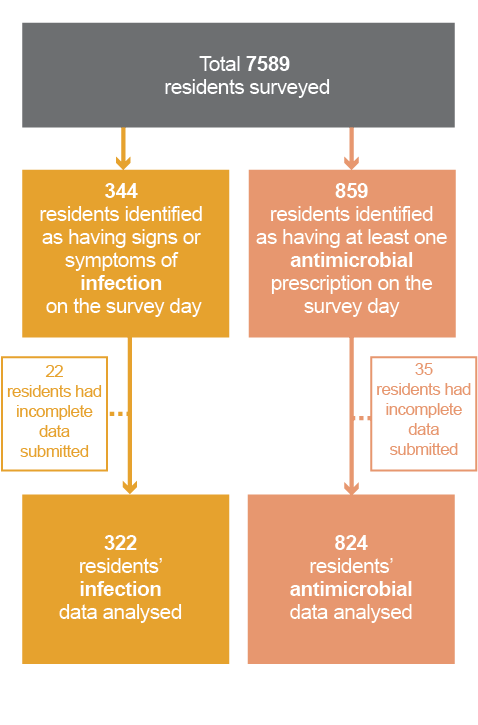 Total 7589
residents surveyed
344
residents identified
as having signs or
symptoms of
infection
on the survey day
859
residents identified
as having at least one
antimicrobial
prescription on the
survey day
22
residents had
incomplete
data
submitted
35
residents had
incomplete
data
submitted
322
residents’
infection
data analysed
824
residents’
antimicrobial
data analysed